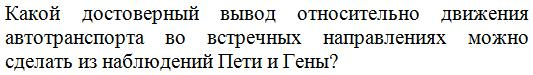 Какой достоверный вывод относительно движения
автотранспорта во встречных направлениях можно
сделать из наблюдений Пети и Гены?